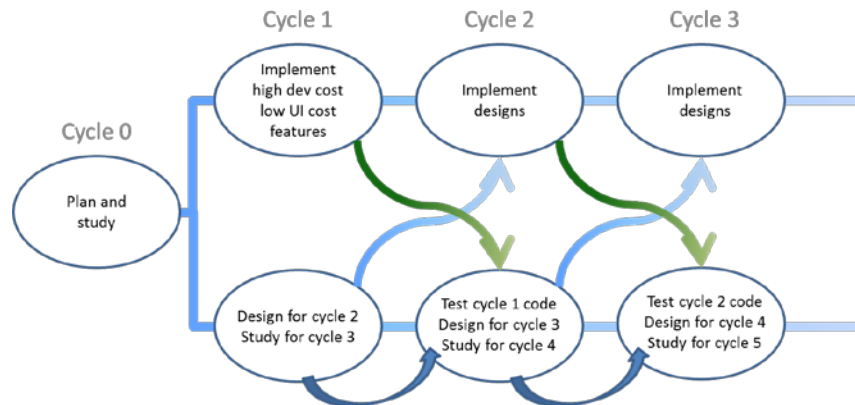 Cycle 1
Cycle 2
Cycle 3
Implement
high dev cost
low UI cost
features
Implement
designs
Implement
designs
Cycle 0
Plan and
study
Design for cycle 2
Study for cycle 3
Test cycle 1 code
Design for cycle 3
Study for cycle 4
Test cycle 2 code
Design for cycle 4
Study for cycle 5